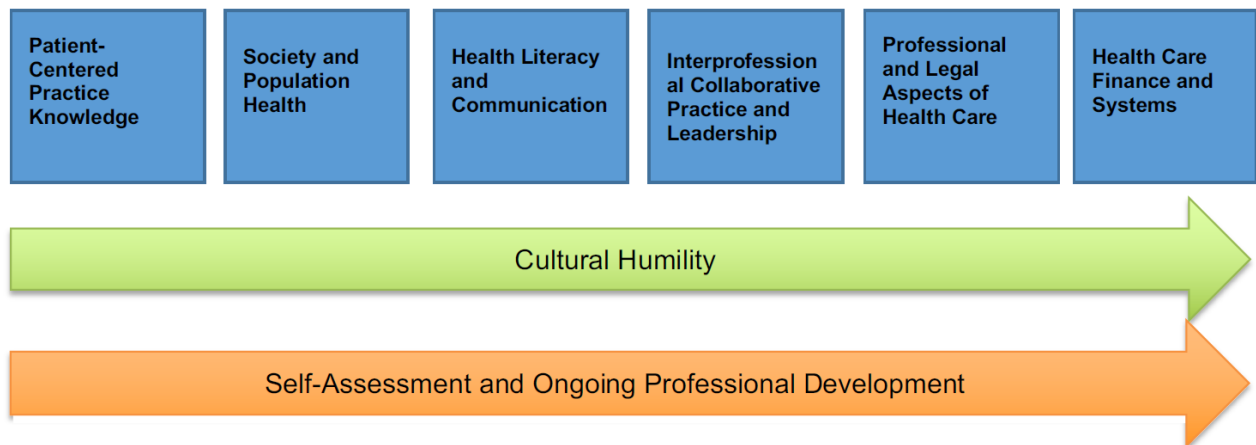 Patient-
Centered
Practice
Knowledge
Society and
Population
Health
Health Literacy
and
Communication
Interprofession
al Collaborative
Practice and
Leadership
Professional
and Legal
Aspects of
Health Care
Health Care
Finance and
Systems
Cultural Humility
Self-Assessment and Ongoing Professional Development